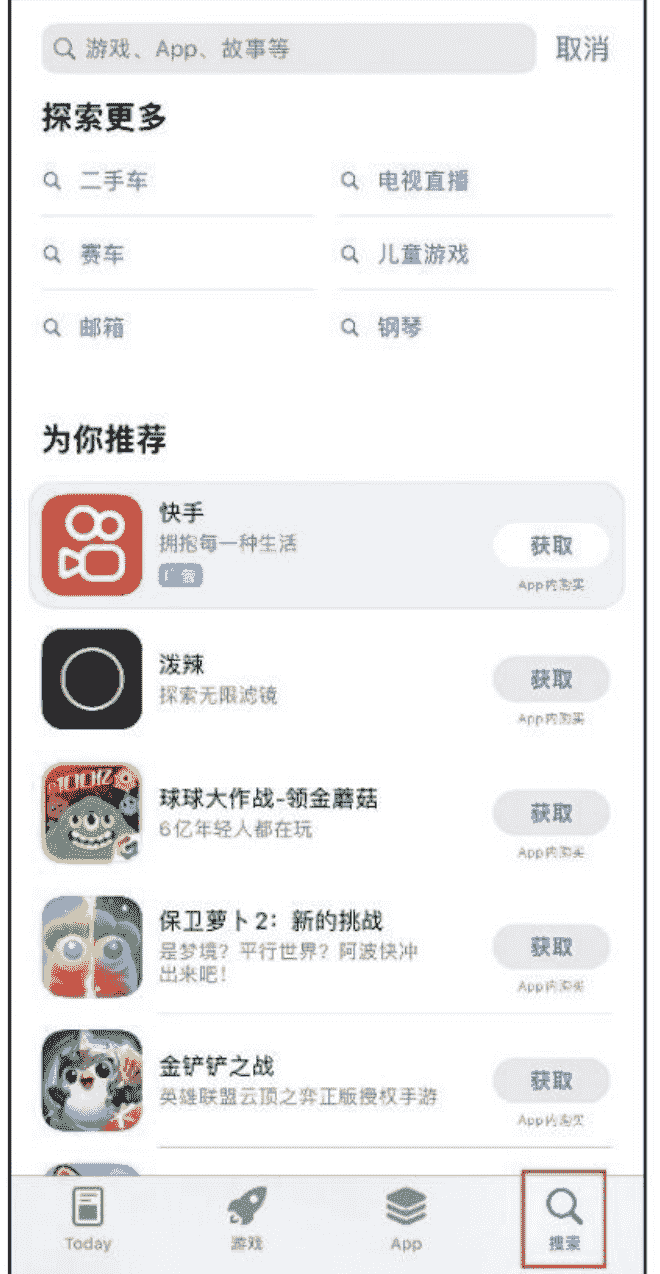 游戏、App、故事等
取消
探索更多
二手车
电视直播
赛车
儿童游戏
邮箱
钢琴
为你推荐
快手
拥抱每一种生活
广告
获取
App内购买
泼辣
探索无限滤镜
获取
App内购买
100亿
球球大作战-领金蘑菇
6亿年轻人都在玩
获取
App内购买
保卫萝卜2：新的挑战
是梦境？平行世界？阿波快冲
出来吧！
获取
App内购买
金铲铲之战
英雄联盟云顶之弈正版授权手游
获取
App内购买
Today
游戏
App
搜索